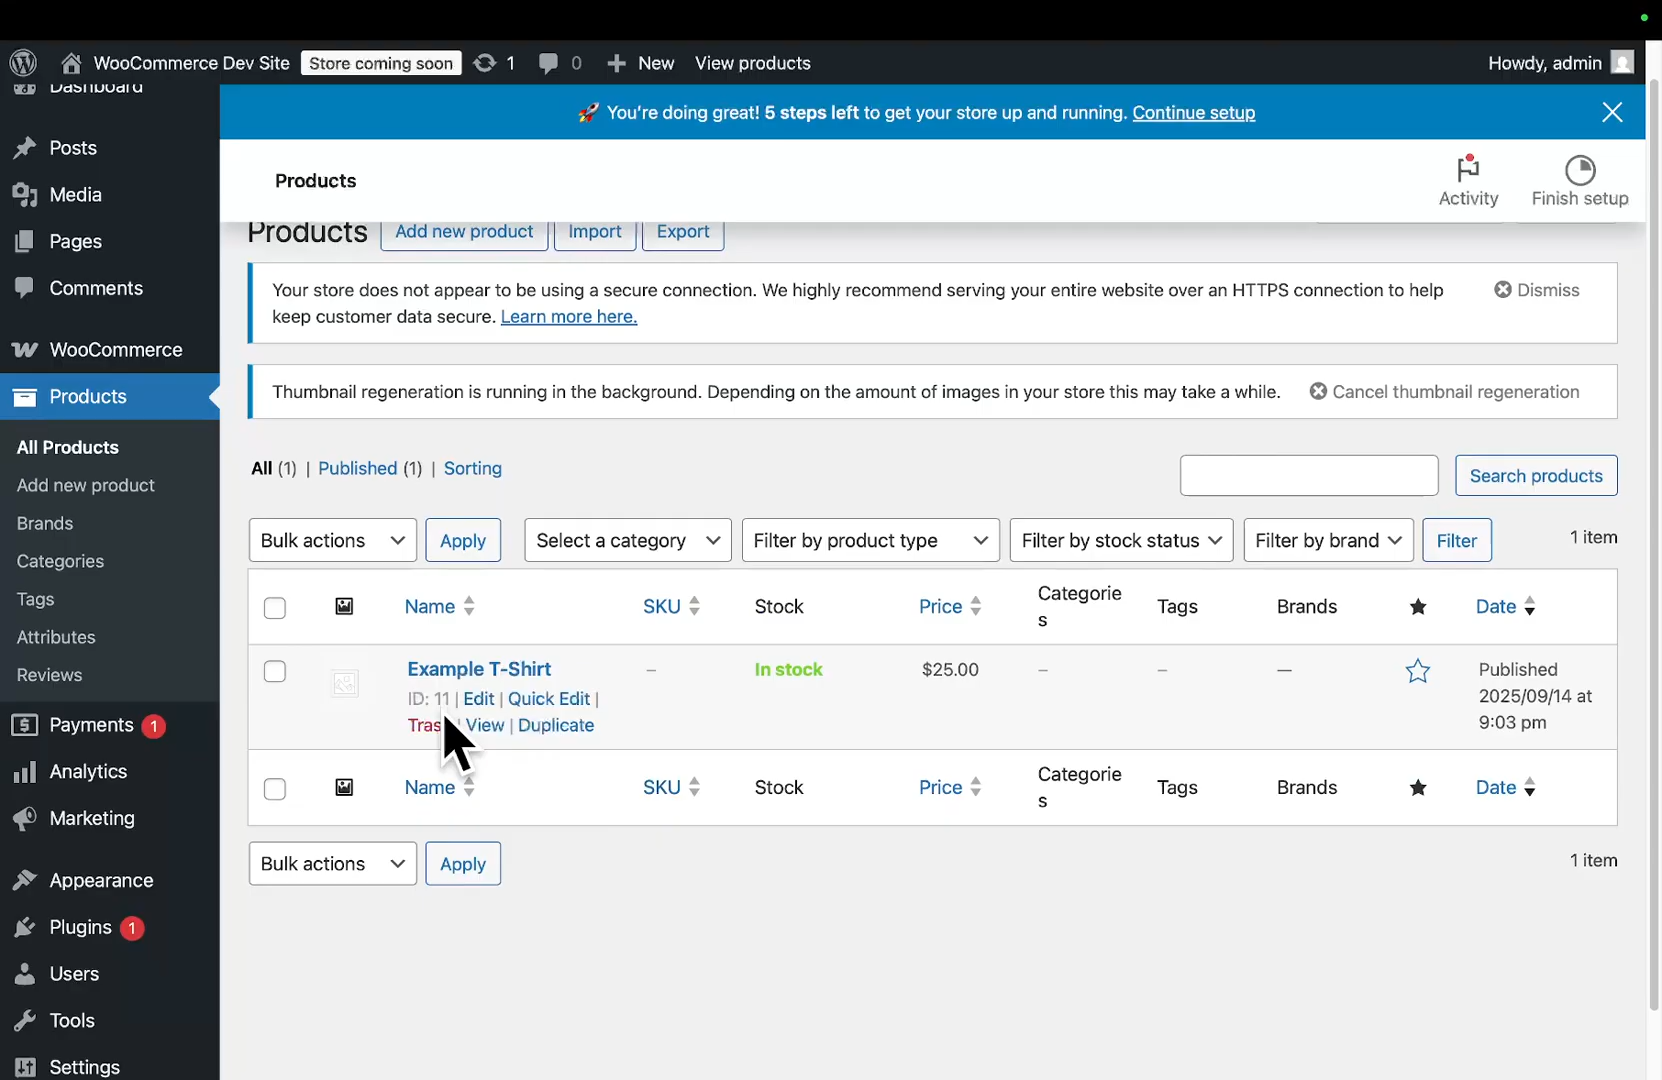 WooCommerce Dev Site Store coming soon 1 0 New View products Howdy, admin
Dashboard
🚀 You're doing great! 5 steps left to get your store up and running. Continue setup
Posts
Media
Pages
Comments
WooCommerce
Products
All Products
Add new product
Brands
Categories
Tags
Attributes
Reviews
Payments 1
Analytics
Marketing
Appearance
Plugins 1
Users
Tools
Settings
Products
Activity
Finish setup
Products Add new product Import Export
Your store does not appear to be using a secure connection. We highly recommend serving your entire website over an HTTPS connection to help
keep customer data secure. Learn more here.
Dismiss
Thumbnail regeneration is running in the background. Depending on the amount of images in your store this may take a while. Cancel thumbnail regeneration
All (1) | Published (1) | Sorting
Search products
Bulk actions Apply Select a category Filter by product type Filter by stock status Filter by brand Filter 1 item
Name SKU Stock Price Categorie
s
Tags Brands Date
Example T-Shirt – In stock $25.00 – – — Published
2025/09/14 at
9:03 pm
ID: 11 | Edit | Quick Edit |
Tras | View | Duplicate
Name SKU Stock Price Categorie
s
Tags Brands Date
Bulk actions Apply 1 item